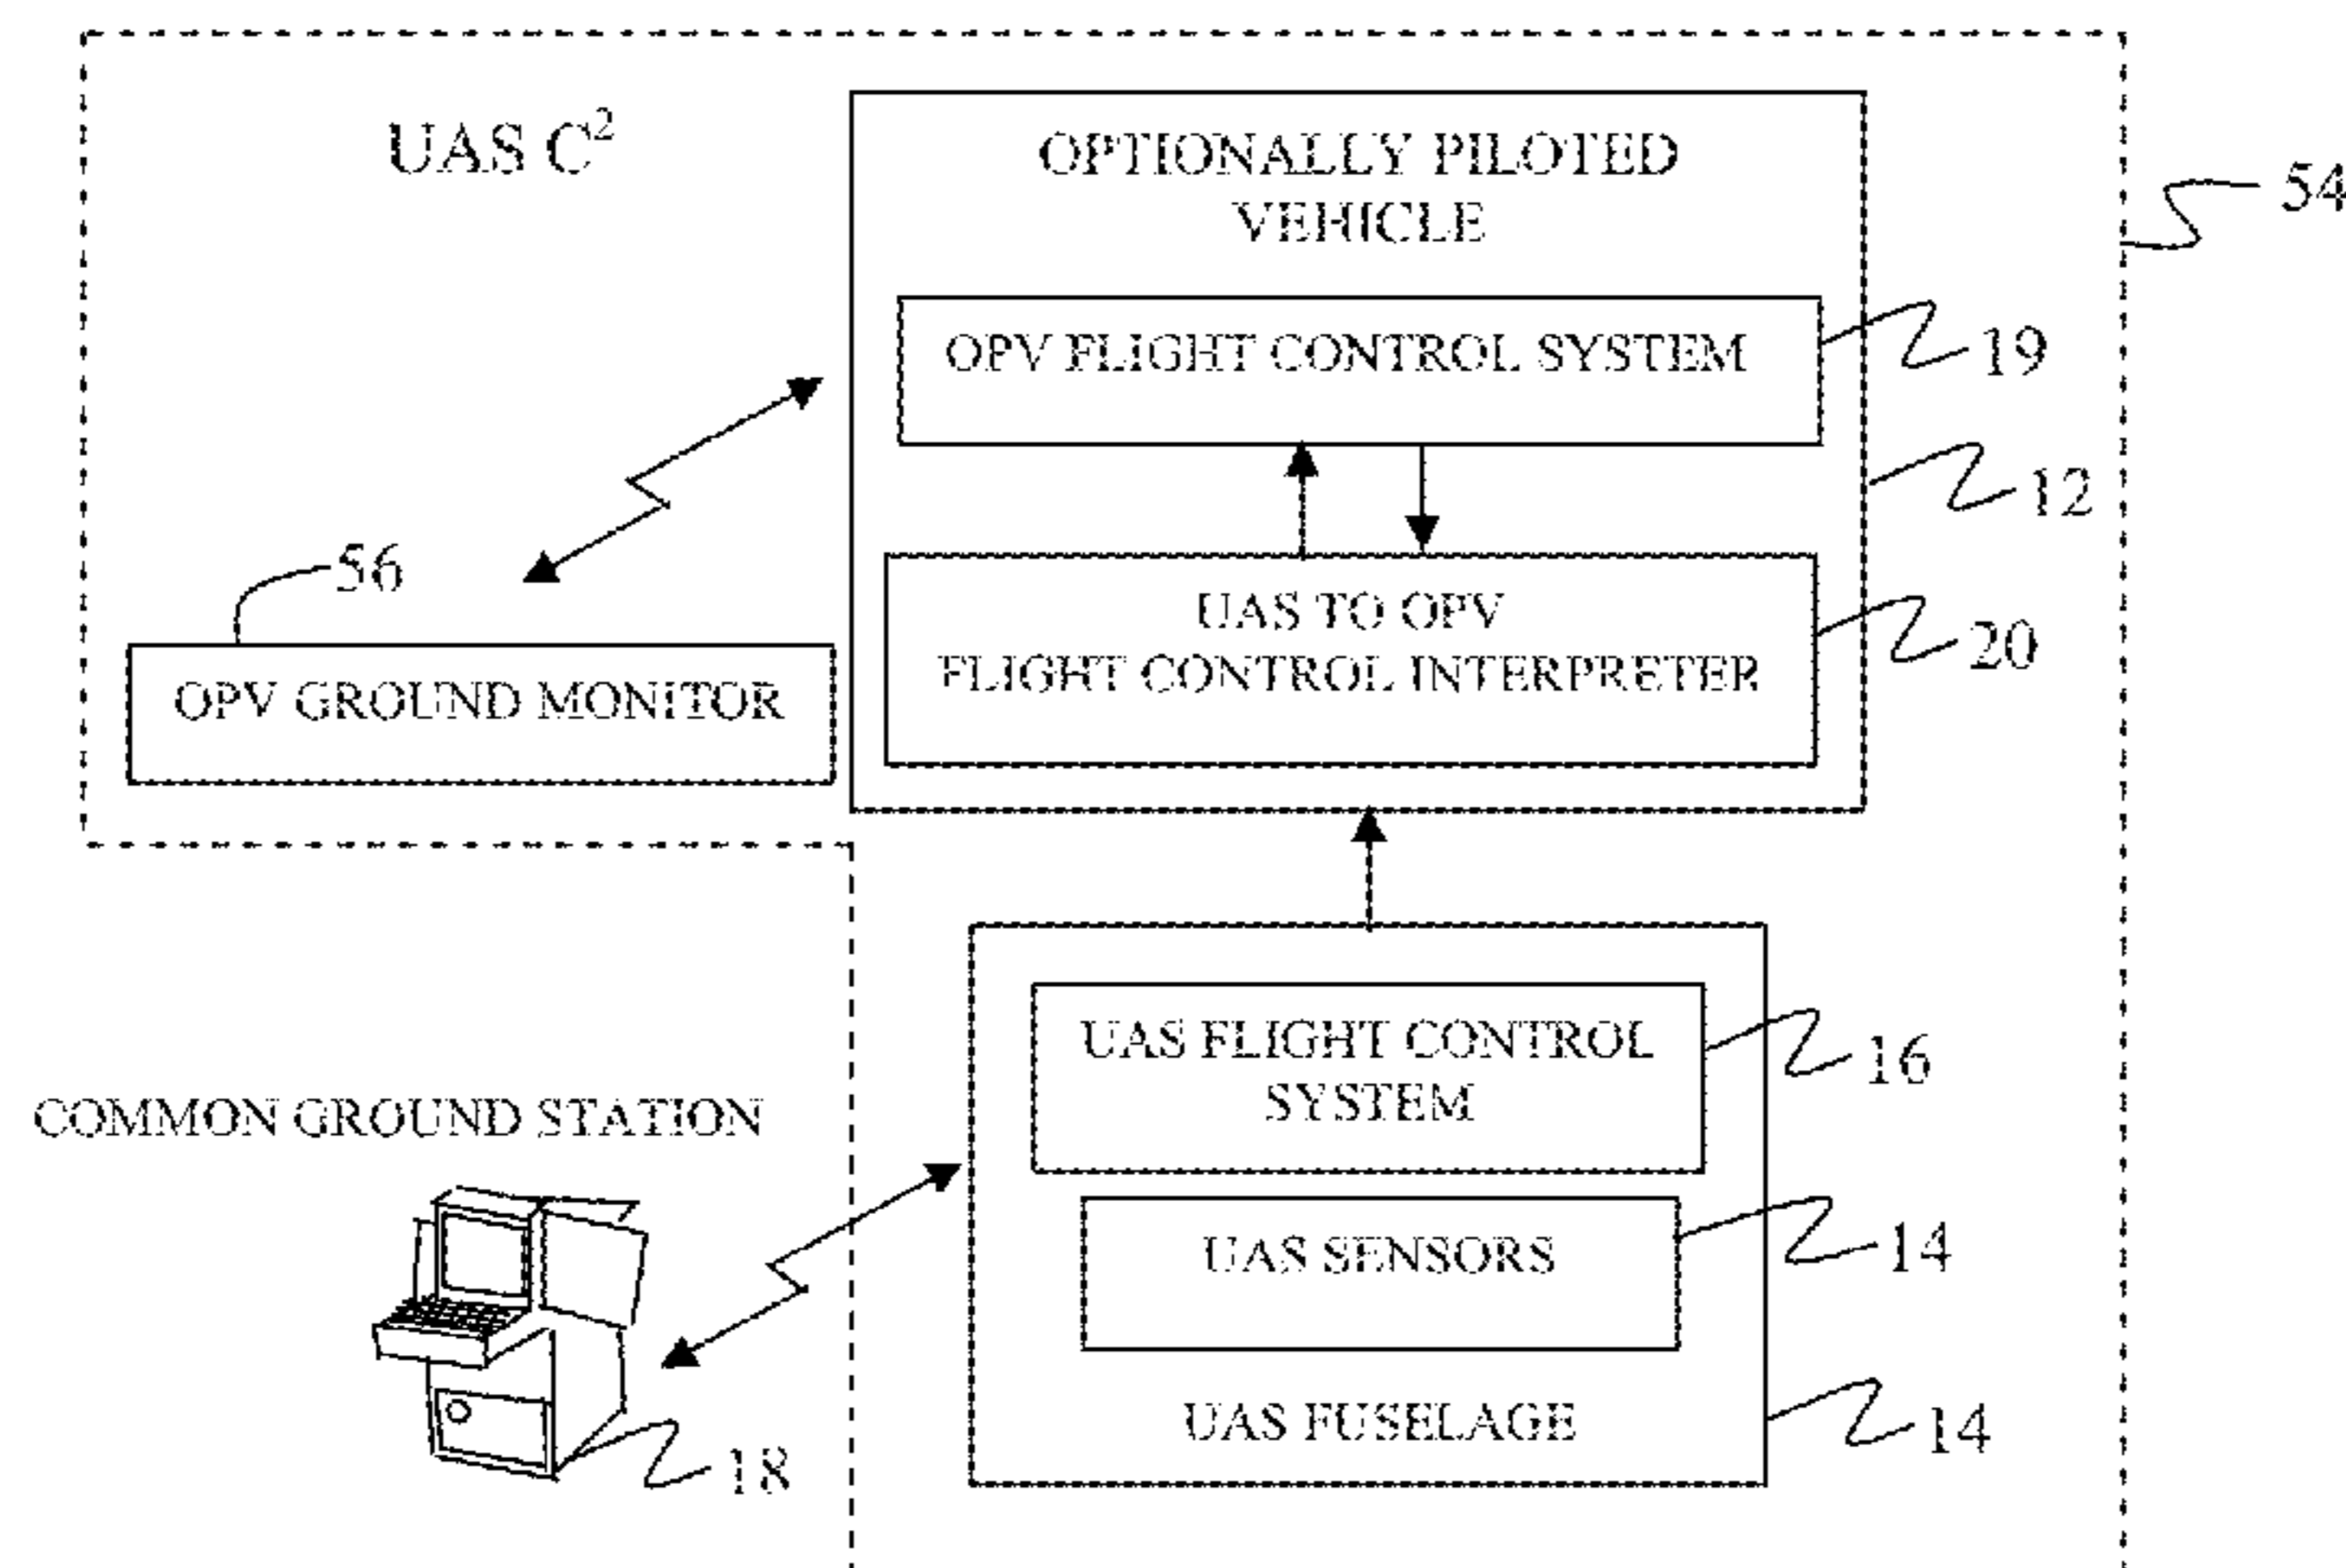 UAS C²
OPTIONALLY PILOTED
VEHICLE
54
OPV FLIGHT CONTROL SYSTEM
19
12
56
UAS TO OPV
FLIGHT CONTROL INTERPRETER
20
OPV GROUND MONITOR
UAS FLIGHT CONTROL
SYSTEM
16
COMMON GROUND STATION
UAS SENSORS
14
UAS FUSELAGE
14
18